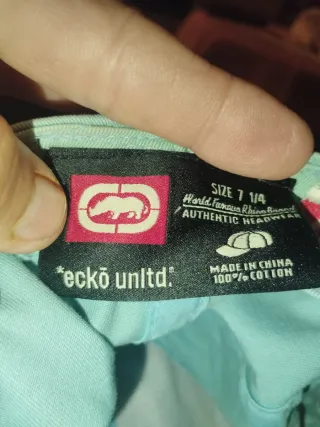 *eckō unltd.®
SIZE 7 1/4
World Famous Rhino Brand
AUTHENTIC HEADWEAR
MADE IN CHINA
100% COTTON